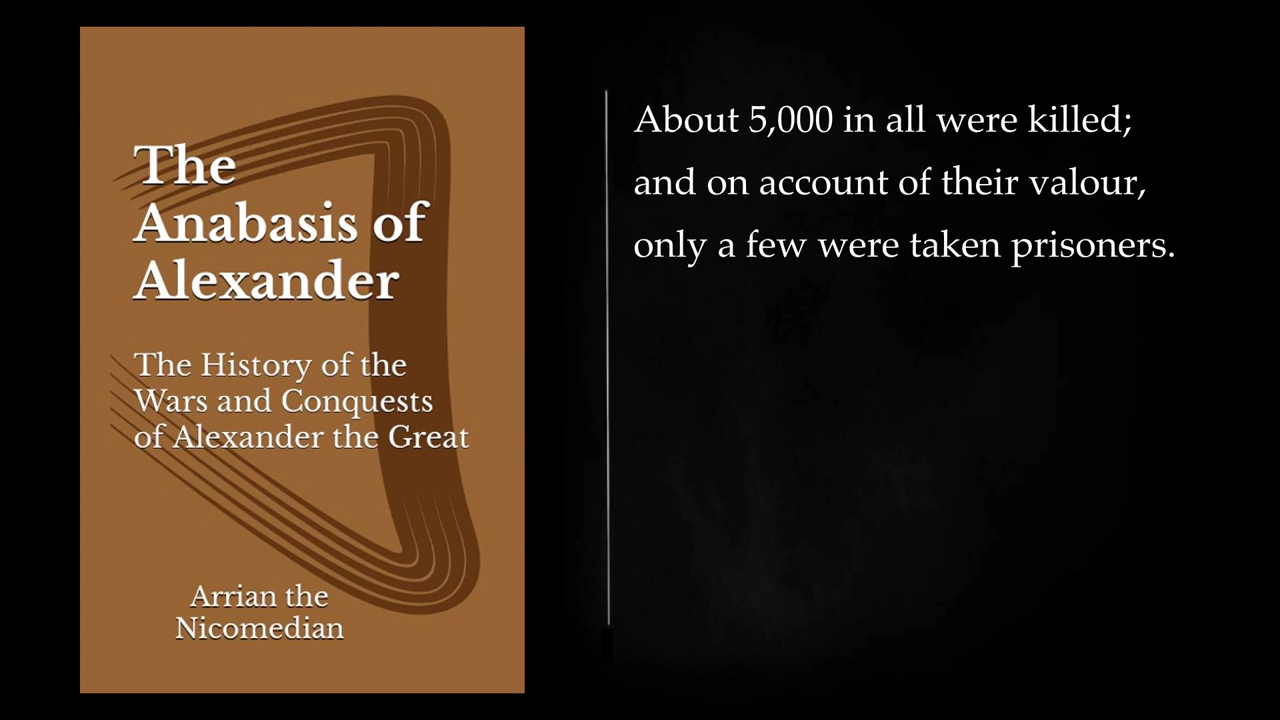 The
Anabasis of
Alexander
The History of the
Wars and Conquests
of Alexander the Great
Arrian the
Nicomedian
About 5,000 in all were killed;
and on account of their valour,
only a few were taken prisoners.